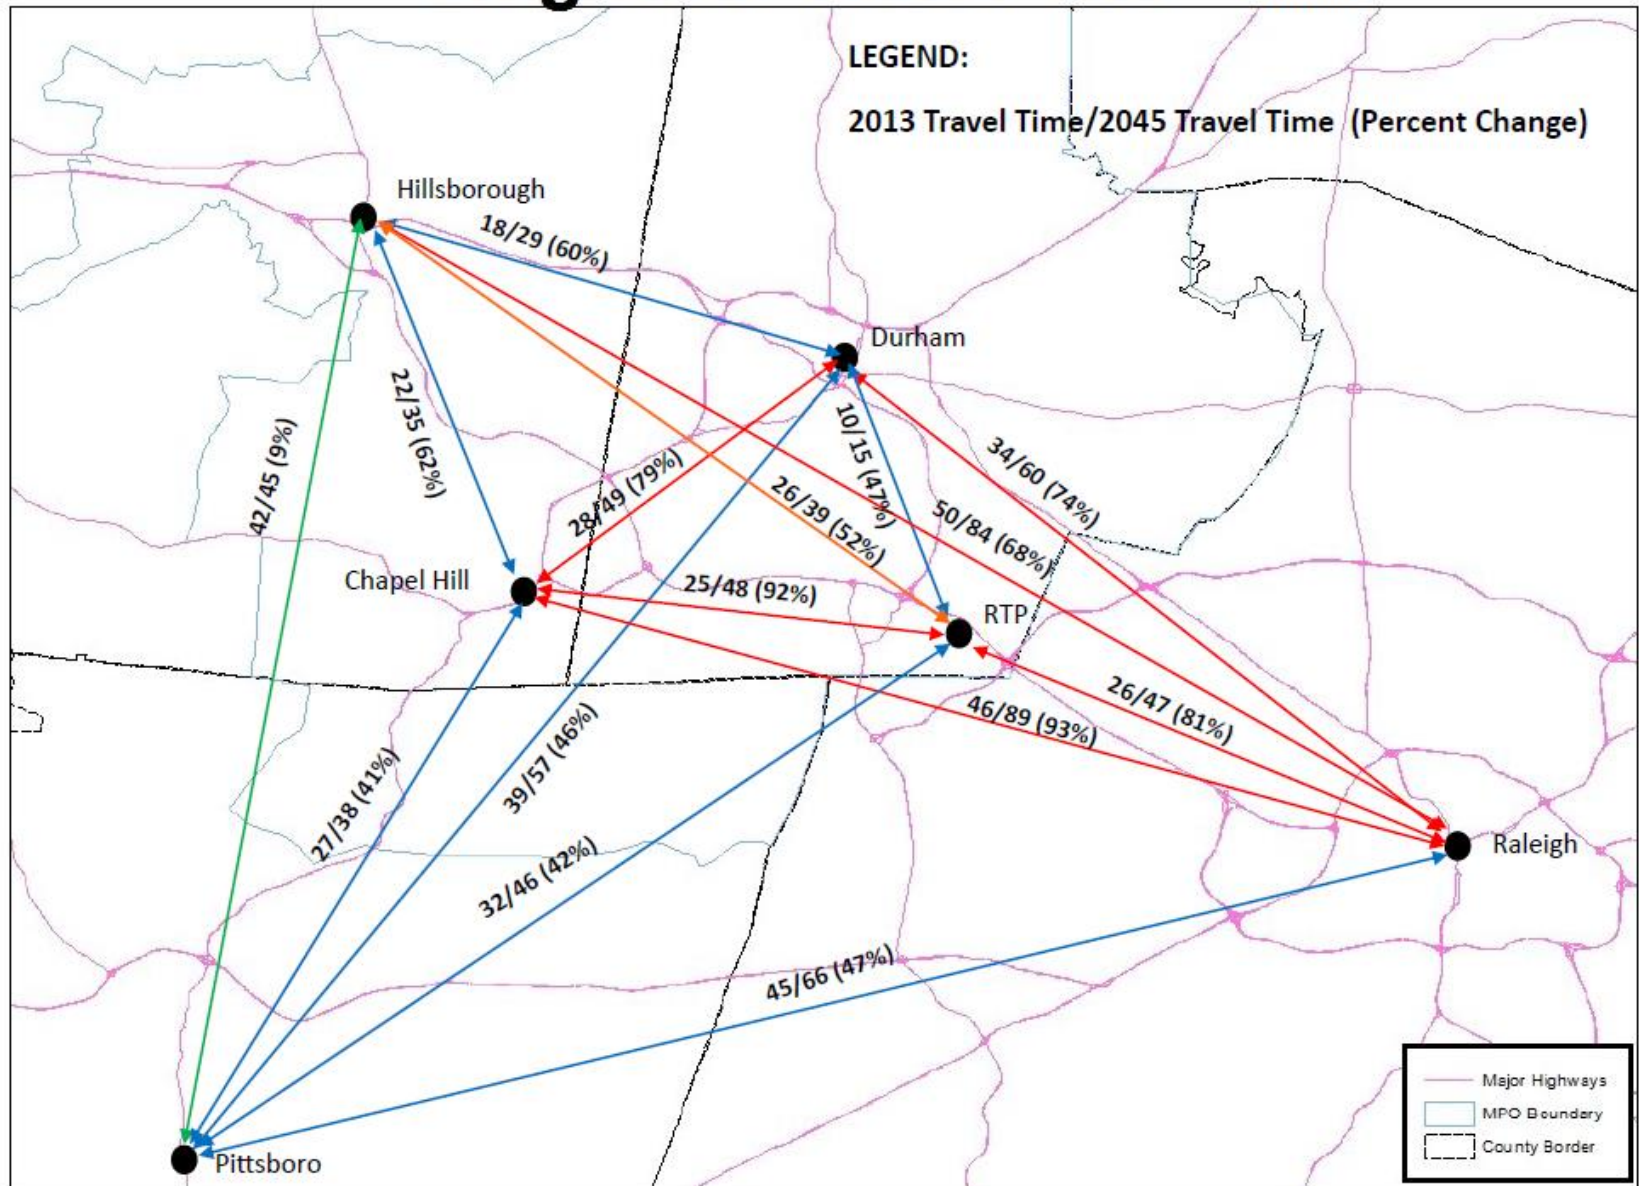 LEGEND:
2013 Travel Time/2045 Travel Time (Percent Change)
Hillsborough
18/29 (60%)
Durham
22/35 (62%)
42/45 (9%)
28/49 (79%)
10/15 (47%)
26/39 (52%)
34/60 (74%)
50/84 (68%)
Chapel Hill
25/48 (92%)
RTP
26/47 (81%)
46/89 (93%)
27/38 (41%)
39/57 (46%)
32/46 (42%)
Raleigh
45/66 (47%)
Pittsboro
Major Highways
MPO Boundary
County Border